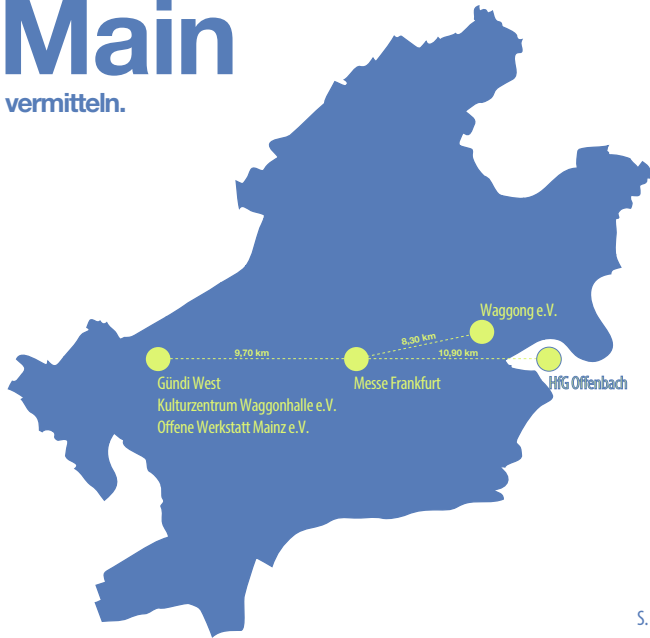 Main
vermitteln.
Waggong e.V.
8,30 km
9,70 km
10,90 km
Gündi West
Kulturzentrum Waggonhalle e.V.
Offene Werkstatt Mainz e.V.
Messe Frankfurt
HfG Offenbach
S.